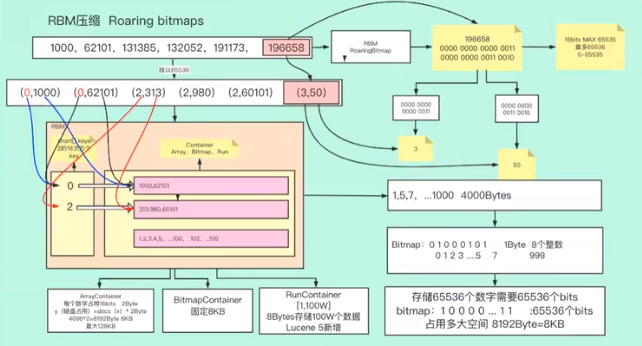 RBM压缩 Roaring bitmaps
1000, 62101, 131385, 132052, 191173, 196658
RBM
RoaringBitmap
196658
0000 0000 0000 0011
0000 0000 0011 0010
16bits MAX 65535
最多65536
0-65535
除以65536
(0,1000) (0,62101) (2,313) (2,980) (2,60101) (3,50)
0000 0000
0000 0011
0000 0000
0011 0010
3
50
RBM
short[] keys
key
Container
Array、Bitmap、Run
0
1000,62101
2
313,980,60101
1,2,3,4,5, ...100, 102, ...105
1,5,7, ...1000 4000Bytes
Bitmap: 0 1 0 0 0 1 0 1 1Byte 8个整数
0 1 2 3 ....5 7 999
ArrayContainer
每个数字占用16bits 2Byte
y (磁盘占用) =docs (x) * 2Byte
4096*2=8192Byte 8KB
最大128KB
BitmapContainer
固定8KB
RunContainer
[1,100W]
8Bytes存储100W个数据
Lucene 5新增
存储65536个数字需要65536个bits
bitmap: 1 0 0 0 0 ... 1 1 :65536个bits
占用多大空间 8192Byte=8KB